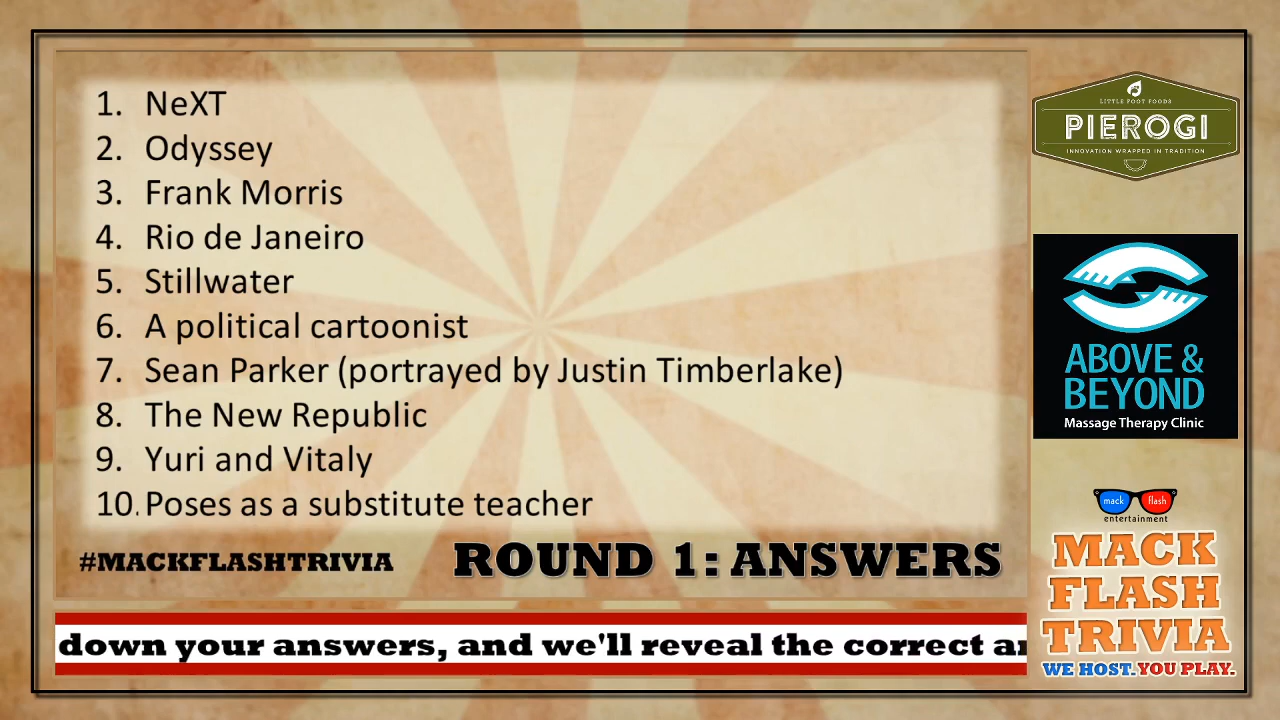 1. NeXT
2. Odyssey
3. Frank Morris
4. Rio de Janeiro
5. Stillwater
6. A political cartoonist
7. Sean Parker (portrayed by Justin Timberlake)
8. The New Republic
9. Yuri and Vitaly
10. Poses as a substitute teacher
#MACKFLASHTRIVIA
ROUND 1: ANSWERS
down your answers, and we'll reveal the correct
LITTLE FOOT FOODS
PIEROGI
INNOVATION WRAPPED IN TRADITION
ABOVE &
BEYOND
Massage Therapy Clinic
mack flash
entertainment
MACK
FLASH
TRIVIA
WE HOST. YOU PLAY.